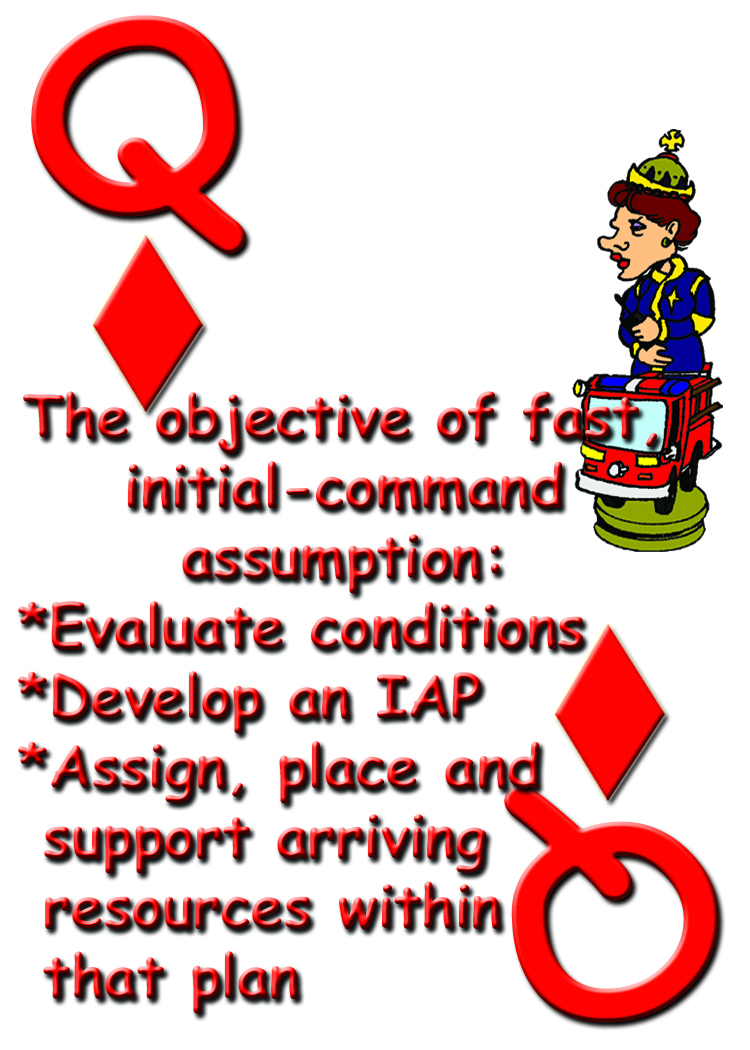 Q
The objective of fast,
initial-command
assumption:
*Evaluate conditions
*Develop an IAP
*Assign, place and
support arriving
resources within
that plan
Q